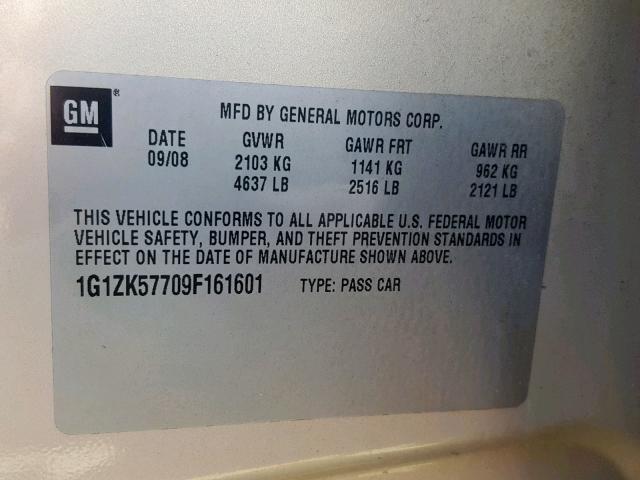 GM®
MFD BY GENERAL MOTORS CORP.
DATE GVWR GAWR FRT GAWR RR
09/08 2103 KG 1141 KG 962 KG
4637 LB 2516 LB 2121 LB
THIS VEHICLE CONFORMS TO ALL APPLICABLE U.S. FEDERAL MOTOR
VEHICLE SAFETY, BUMPER, AND THEFT PREVENTION STANDARDS IN
EFFECT ON THE DATE OF MANUFACTURE SHOWN ABOVE.
1G1ZK57709F161601 TYPE: PASS CAR